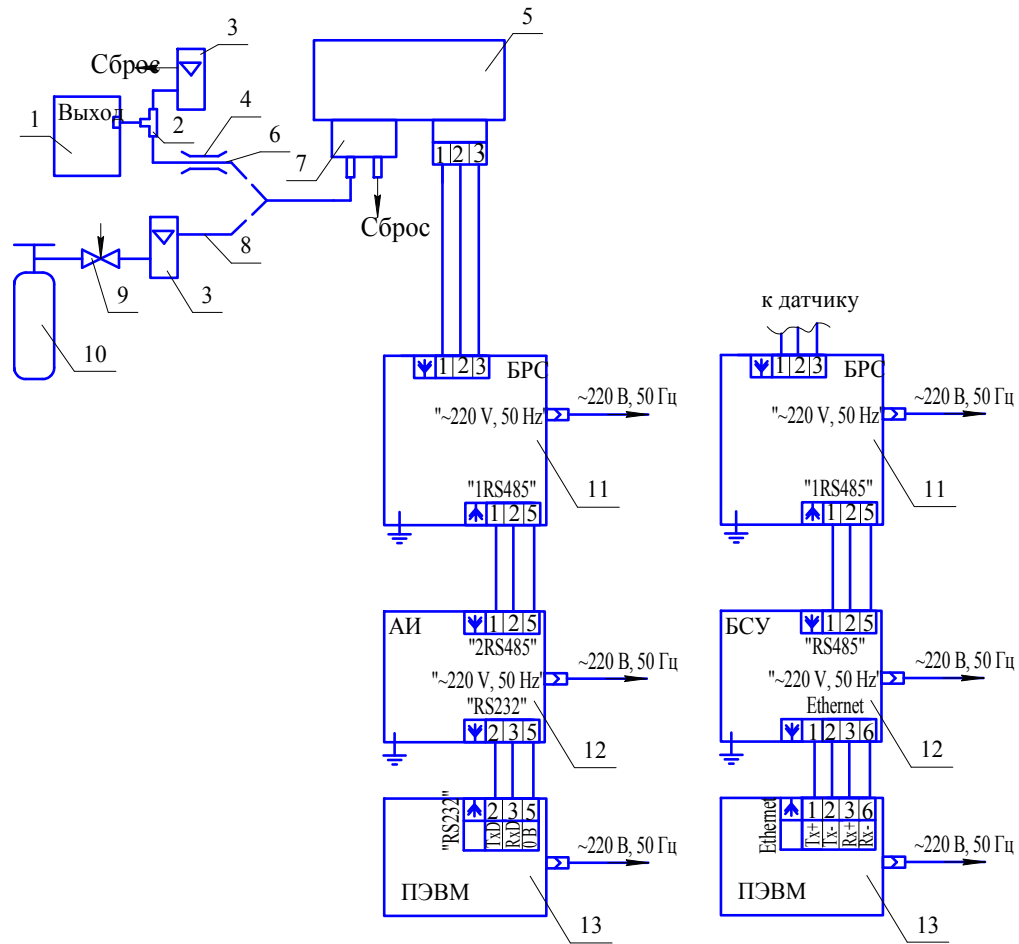 3
5
Сброс
4
Выход
1
2
6
7
1 2 3
Сброс
8
9
3
10
к датчику
1 2 3
БРС
~220 В, 50 Гц
"~220 V, 50 Hz"
11
"1RS485"
1 2 5
1 2 3
БРС
~220 В, 50 Гц
"~220 V, 50 Hz"
11
"1RS485"
1 2 5
АИ
1 2 5
"2RS485"
~220 В, 50 Гц
"~220 V, 50 Hz"
"RS232"
2 3 5
12
БСУ
1 2 5
"RS485"
~220 В, 50 Гц
"~220 V, 50 Hz"
Ethernet
1 2 3 6
12
"RS232"
2 3 5
TxD RxD 0 В
~220 В, 50 Гц
ПЭВМ
13
Ethernet
1 2 3 6
Tx+ Tx- Rx+ Rx-
~220 В, 50 Гц
ПЭВМ
13